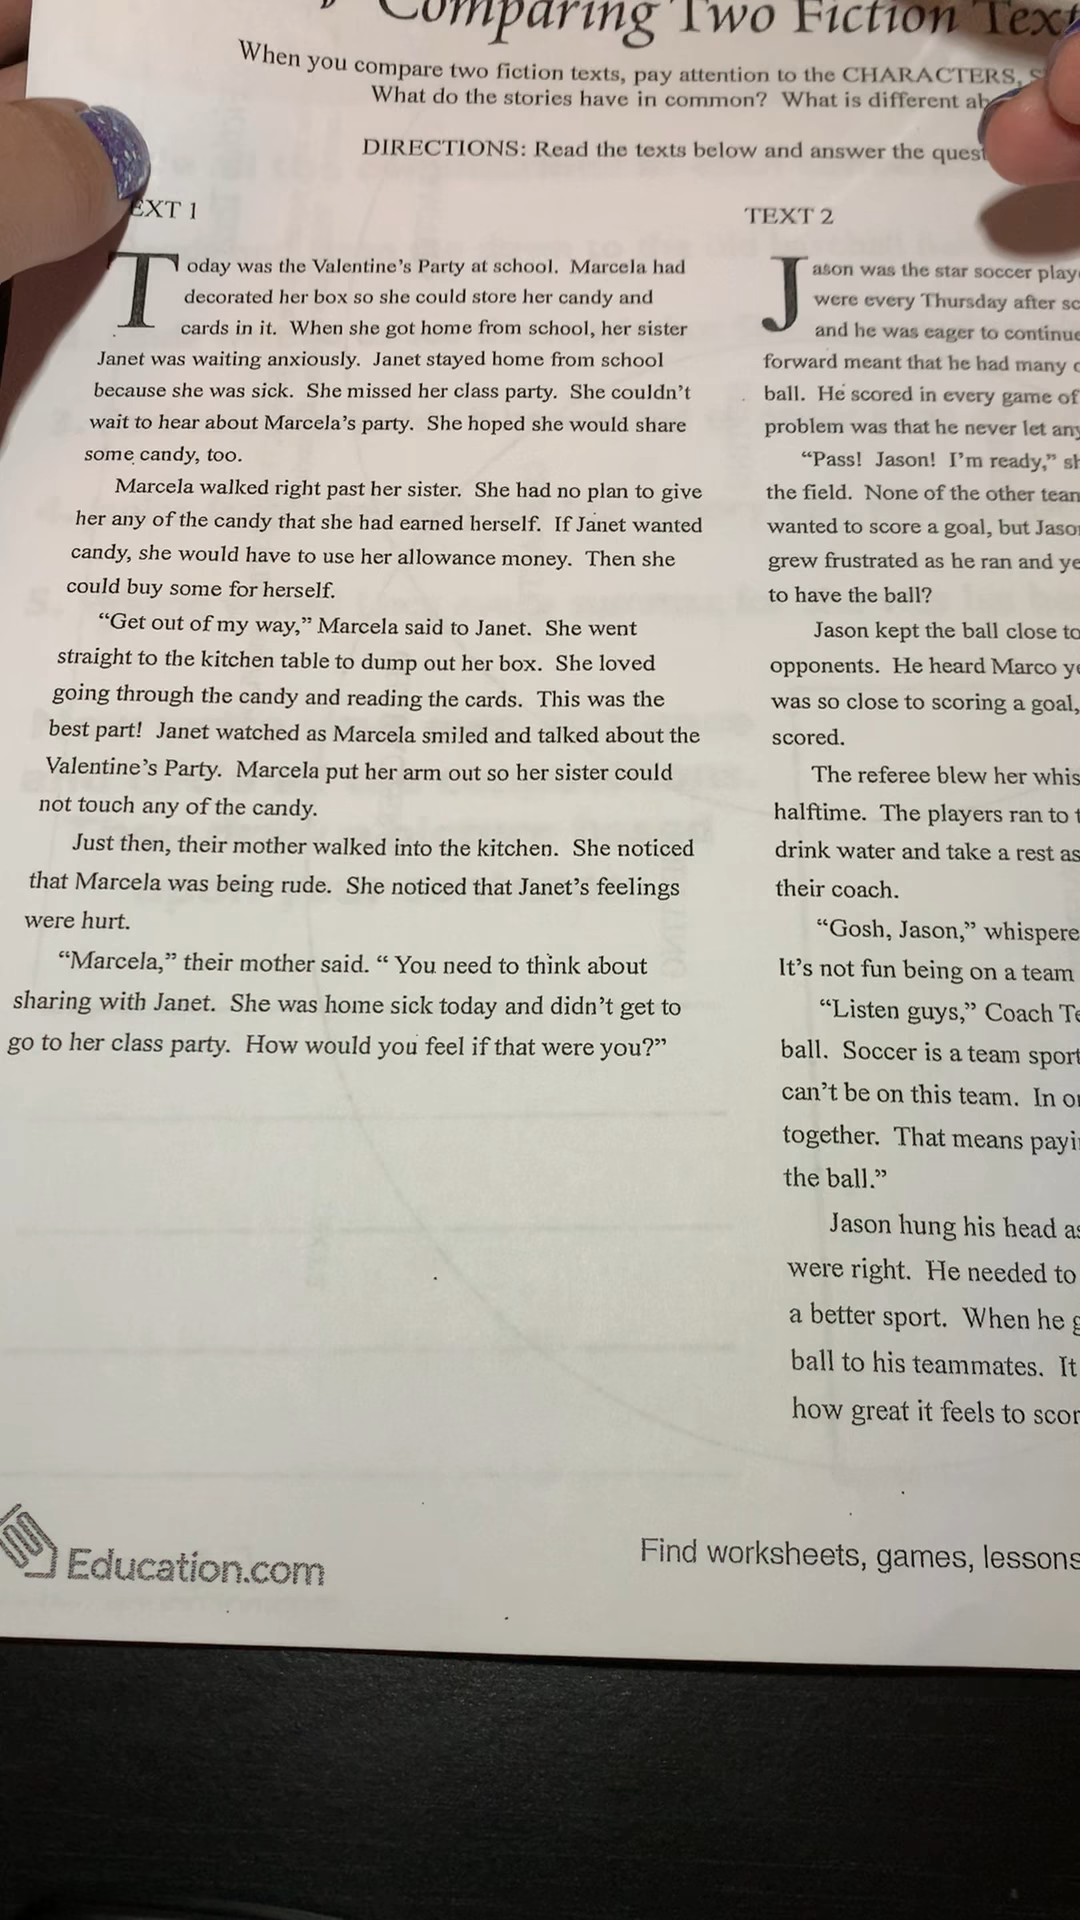 Comparing Two Fiction Text
When you compare two fiction texts, pay attention to the CHARACTERS,
What do the stories have in common? What is different
DIRECTIONS: Read the texts below and answer the
EXT 1
Today was the Valentine's Party at school. Marcela had
decorated her box so she could store her candy and
cards in it. When she got home from school, her sister
Janet was waiting anxiously. Janet stayed home from school
because she was sick. She missed her class party. She couldn't
wait to hear about Marcela's party. She hoped she would share
some candy, too.
Marcela walked right past her sister. She had no plan to give
her any of the candy that she had earned herself. If Janet wanted
candy, she would have to use her allowance money. Then she
could buy some for herself.
"Get out of my way," Marcela said to Janet. She went
straight to the kitchen table to dump out her box. She loved
going through the candy and reading the cards. This was the
best part! Janet watched as Marcela smiled and talked about the
Valentine's Party. Marcela put her arm out so her sister could
not touch any of the candy.
Just then, their mother walked into the kitchen. She noticed
that Marcela was being rude. She noticed that Janet's feelings
were hurt.
"Marcela," their mother said. " You need to think about
sharing with Janet. She was home sick today and didn't get to
go to her class party. How would you feel if that were you?"
TEXT 2
Jason was the star soccer
were every Thursday after
and he was eager to
forward meant that he had many
ball. He scored in every game of
problem was that he never let
"Pass! Jason! I'm ready,"
the field. None of the other
wanted to score a goal, but
grew frustrated as he ran and
to have the ball?
Jason kept the ball close to
opponents. He heard Marco
was so close to scoring a goal,
scored.
The referee blew her
halftime. The players ran to
drink water and take a rest as
their coach.
"Gosh, Jason,"
It's not fun being on a team
"Listen guys," Coach
ball. Soccer is a team sport
can't be on this team. In
together. That means
the ball."
Jason hung his head
were right. He needed to
a better sport. When he
ball to his teammates. It
how great it feels to
Education.com
Find worksheets, games, lessons